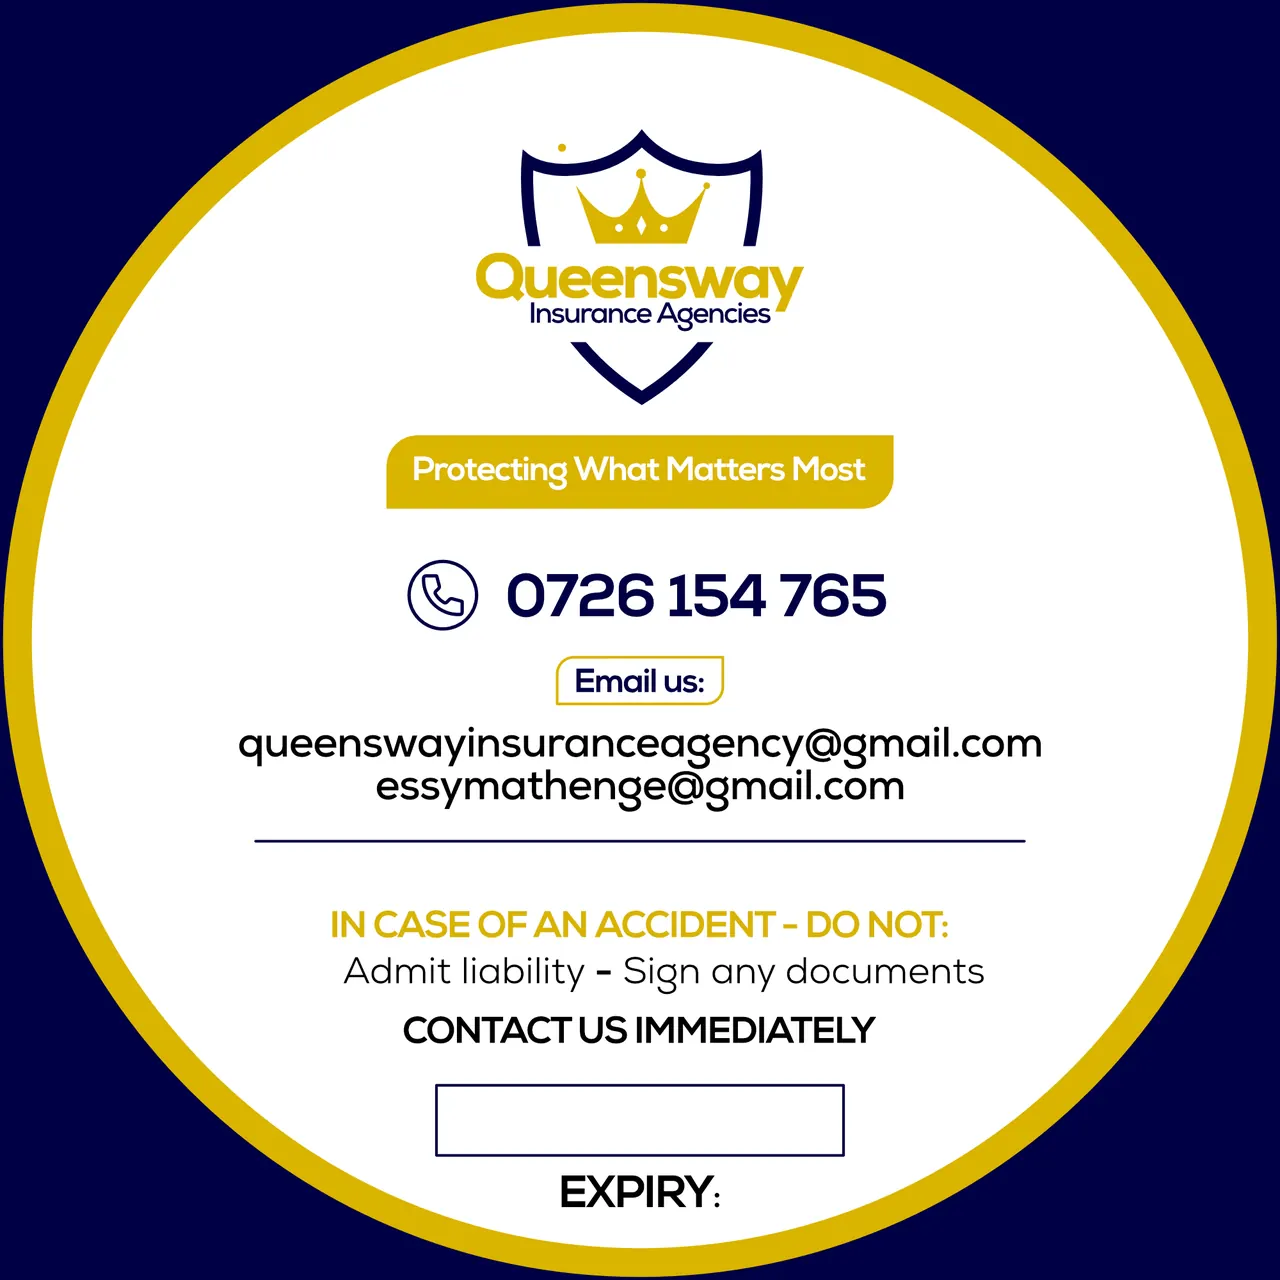 Queensway
Insurance Agencies
Protecting What Matters Most
0726 154 765
Email us:
queenswayinsuranceagency@gmail.com
essymathenge@gmail.com
IN CASE OF AN ACCIDENT - DO NOT:
Admit liability - Sign any documents
CONTACT US IMMEDIATELY
EXPIRY: